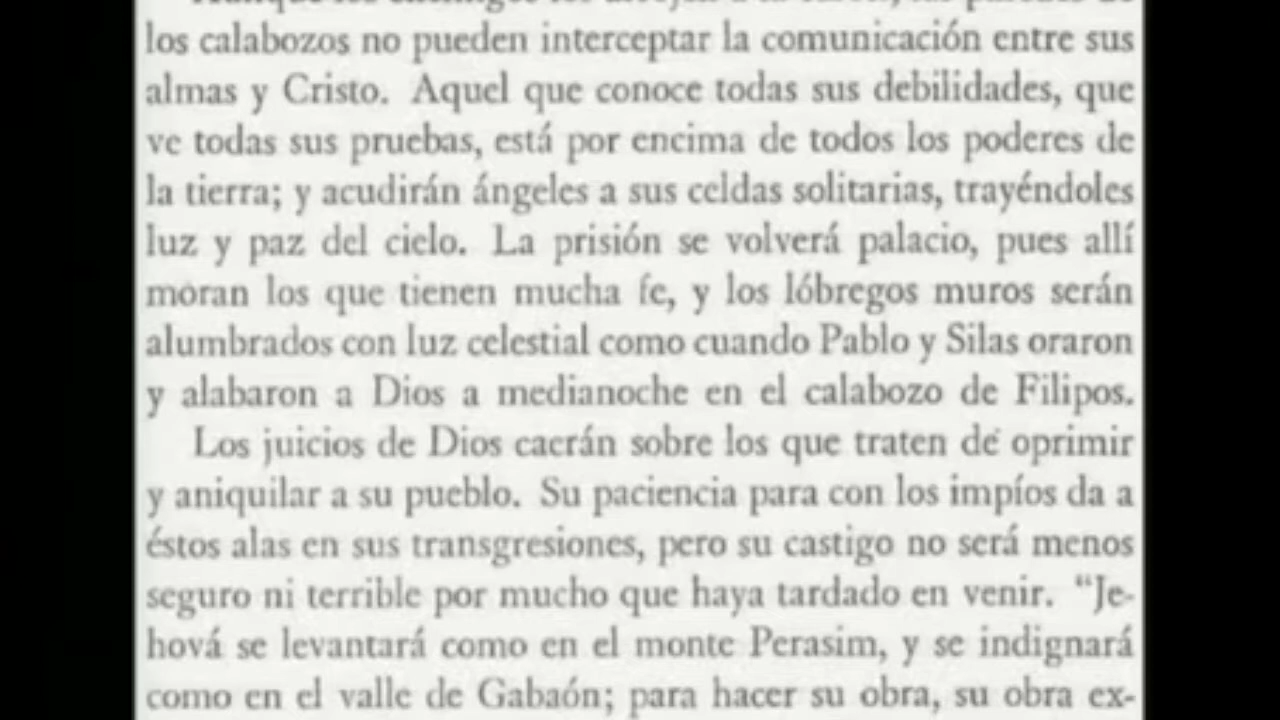 los calabozos no pueden interceptar la comunicación entre sus
almas y Cristo. Aquel que conoce todas sus debilidades, que
ve todas sus pruebas, está por encima de todos los poderes de
la tierra; y acudirán ángeles a sus celdas solitarias, trayéndoles
luz y paz del cielo. La prisión se volverá palacio, pues allí
moran los que tienen mucha fe, y los lóbregos muros serán
alumbrados con luz celestial como cuando Pablo y Silas oraron
y alabaron a Dios a medianoche en el calabozo de Filipos.
Los juicios de Dios caerán sobre los que traten de oprimir
y aniquilar a su pueblo. Su paciencia para con los impíos da a
éstos alas en sus transgresiones, pero su castigo no será menos
seguro ni terrible por mucho que haya tardado en venir. “Je-
hová se levantará como en el monte Perasim, y se indignará
como en el valle de Gabaón; para hacer su obra, su obra ex-